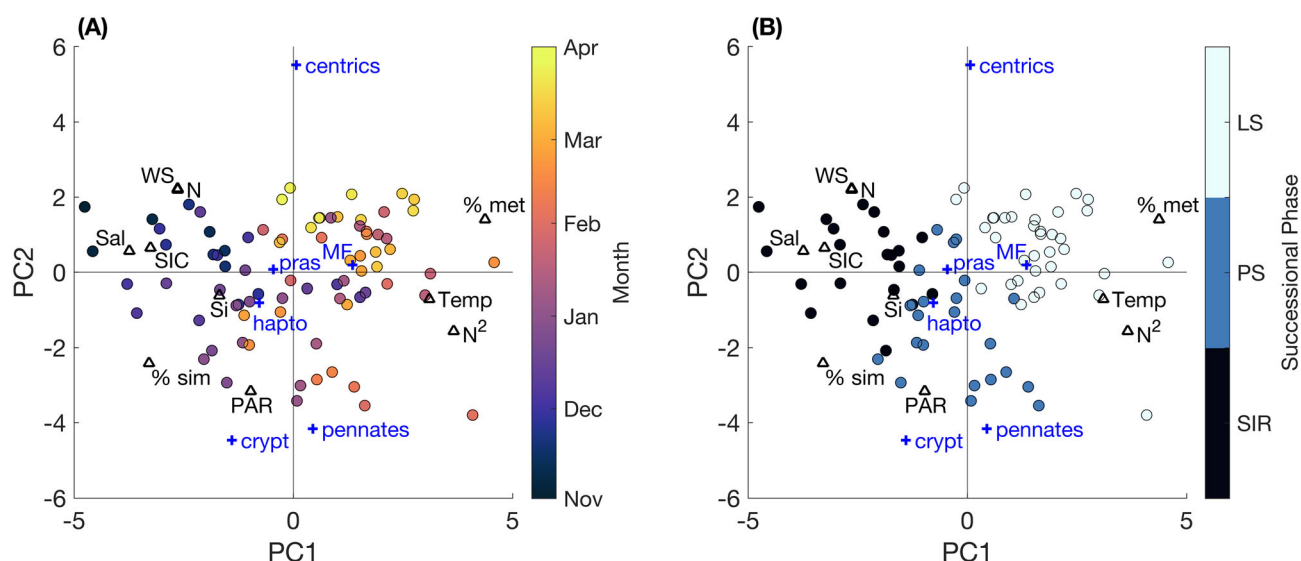 (A)
6
4
2
0
-2
-4
-6
PC2
-5
0
5
PC1
centrics
WS
N
% met
Sal
SIC
MF
pras
Si
hapto
Temp
N²
% sim
PAR
crypt
pennates
Apr
Mar
Feb
Jan
Dec
Nov
Month
(B)
6
4
2
0
-2
-4
-6
PC2
-5
0
5
PC1
centrics
WS
N
% met
Sal
SIC
MF
pras
Si
hapto
Temp
N²
% sim
PAR
crypt
pennates
LS
PS
SIR
Successional Phase